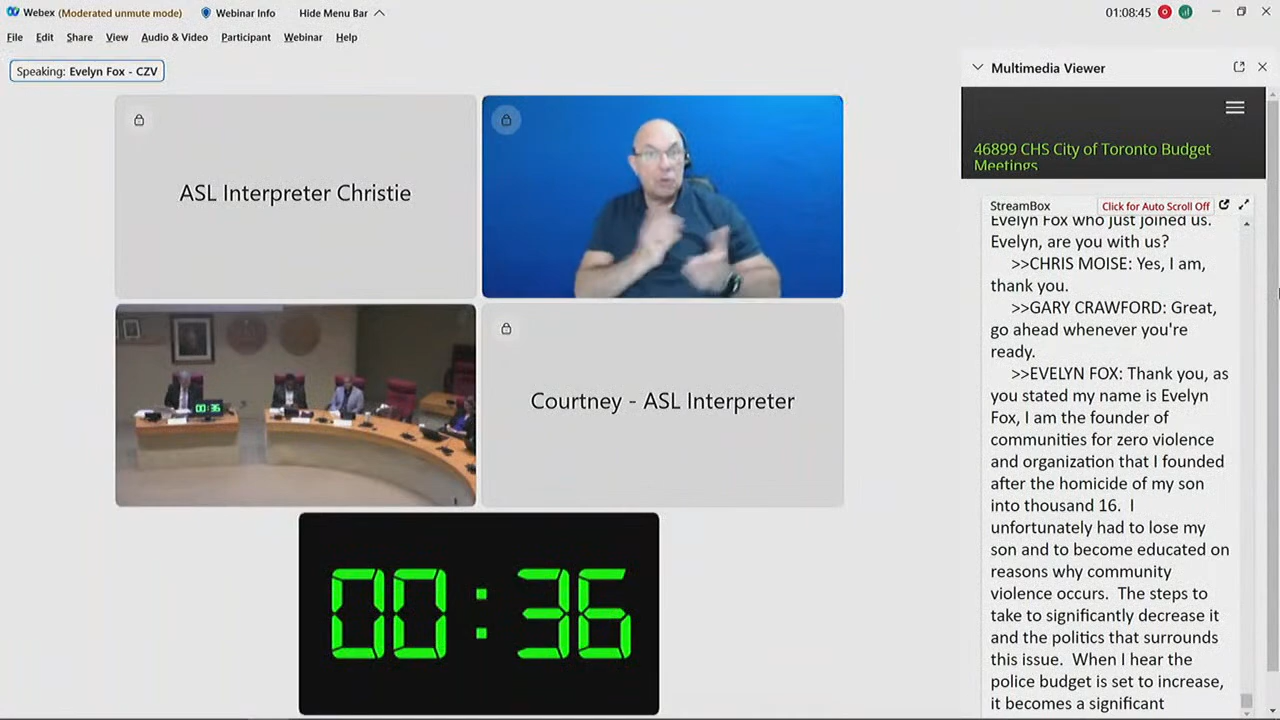 Webex (Moderated unmute mode) Webinar Info Hide Menu Bar 01:08:45
File Edit Share View Audio & Video Participant Webinar Help
Speaking: Evelyn Fox - CZV
ASL Interpreter Christie
00:36
Courtney - ASL Interpreter
00:36
Multimedia Viewer
46899 CHS City of Toronto Budget
Meetings
StreamBox Click for Auto Scroll Off
Evelyn Fox who just joined us.
Evelyn, are you with us?
>>CHRIS MOISE: Yes, I am,
thank you.
>>GARY CRAWFORD: Great,
go ahead whenever you're
ready.
>>EVELYN FOX: Thank you, as
you stated my name is Evelyn
Fox, I am the founder of
communities for zero violence
and organization that I founded
after the homicide of my son
into thousand 16. I
unfortunately had to lose my
son and to become educated on
reasons why community
violence occurs. The steps to
take to significantly decrease it
and the politics that surrounds
this issue. When I hear the
police budget is set to increase,
it becomes a significant